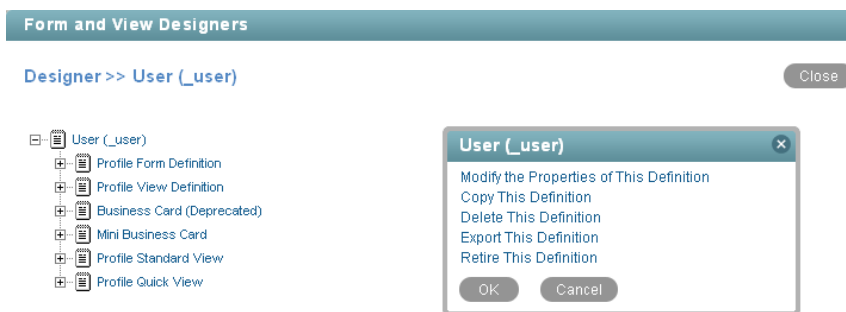 Form and View Designers
Designer >> User (_user)
Close
User (_user)
Profile Form Definition
Profile View Definition
Business Card (Deprecated)
Mini Business Card
Profile Standard View
Profile Quick View
User (_user)
Modify the Properties of This Definition
Copy This Definition
Delete This Definition
Export This Definition
Retire This Definition
OK Cancel